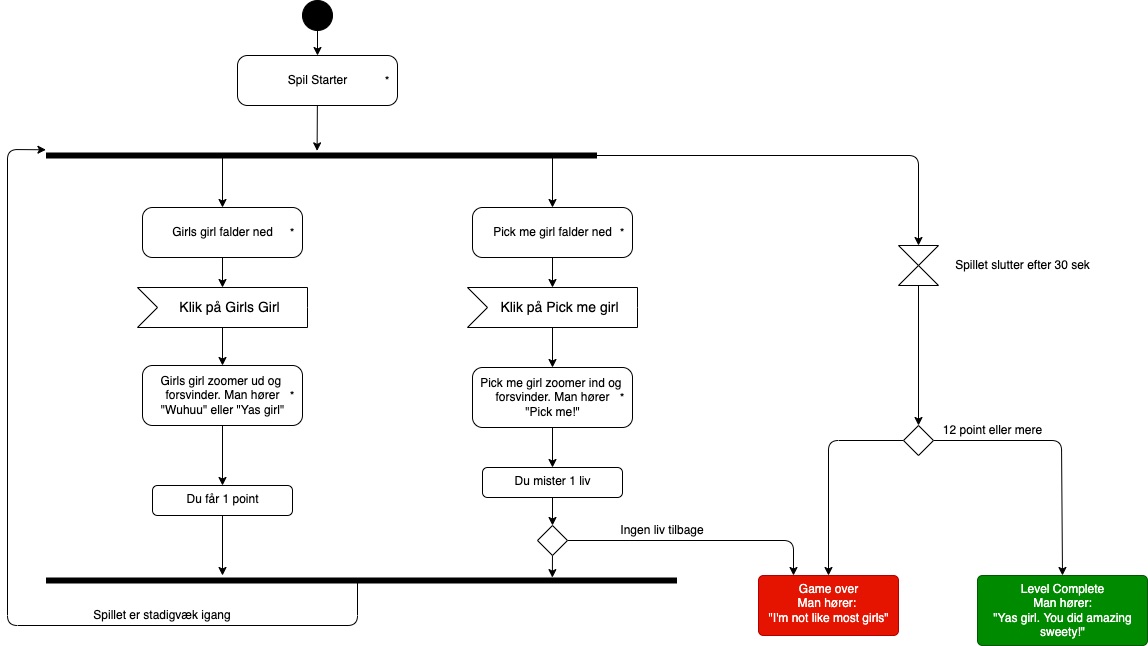 Spil Starter *
Girls girl falder ned *
Pick me girl falder ned *
Spillet slutter efter 30 sek
Klik på Girls Girl
Klik på Pick me girl
Girls girl zoomer ud og
forsvinder. Man hører *
"Wuhuu" eller "Yas girl"
Pick me girl zoomer ind og
forsvinder. Man hører *
"Pick me!"
12 point eller mere
Du får 1 point
Du mister 1 liv
Ingen liv tilbage
Game over
Man hører:
"I'm not like most girls"
Level Complete
Man hører:
"Yas girl. You did amazing
sweety!"
Spillet er stadigvæk igang